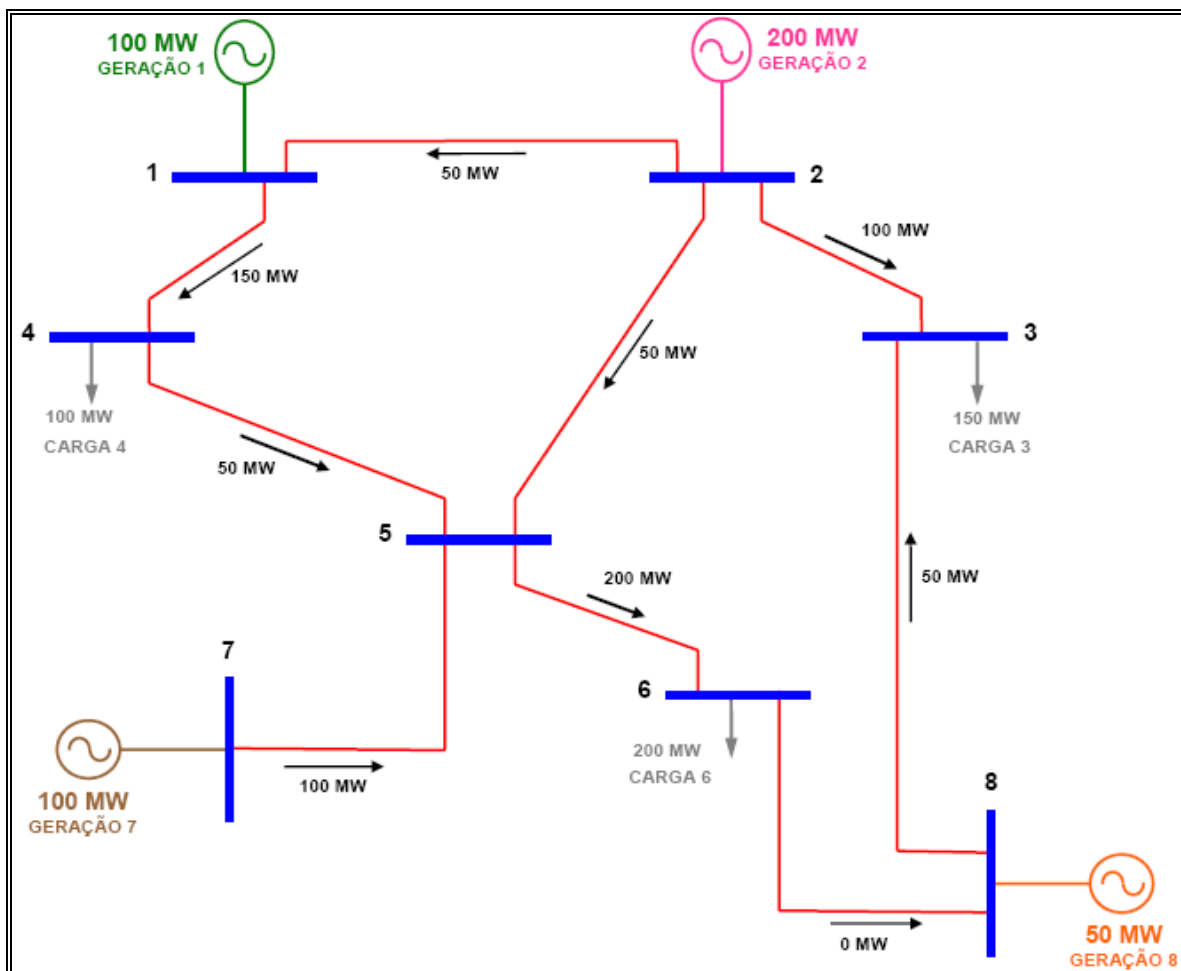 100 MW
GERAÇÃO 1
200 MW
GERAÇÃO 2
1
50 MW
2
100 MW
150 MW
4
3
50 MW
100 MW
CARGA 4
150 MW
CARGA 3
50 MW
5
200 MW
50 MW
7
6
200 MW
CARGA 6
100 MW
100 MW
GERAÇÃO 7
8
0 MW
50 MW
GERAÇÃO 8